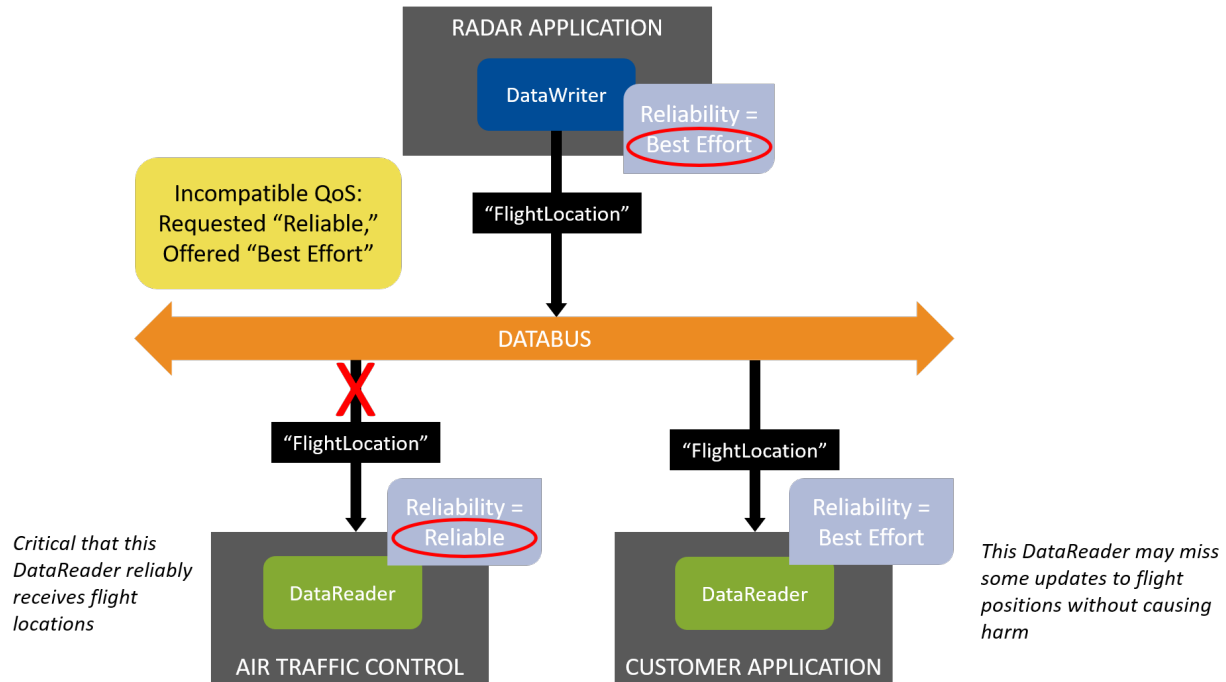 RADAR APPLICATION
DataWriter
Reliability =
Best Effort
Incompatible QoS:
Requested “Reliable,”
Offered “Best Effort”
“FlightLocation”
DATABUS
X
“FlightLocation”
“FlightLocation”
Reliability =
Reliable
Reliability =
Best Effort
Critical that this
DataReader reliably
receives flight
locations
DataReader
DataReader
This DataReader may miss
some updates to flight
positions without causing
harm
AIR TRAFFIC CONTROL
CUSTOMER APPLICATION